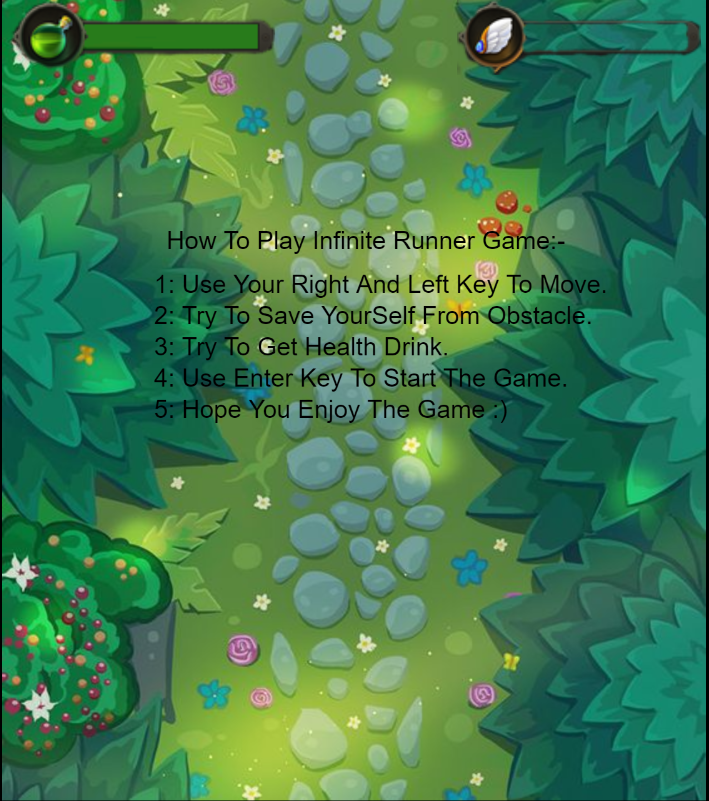 How To Play Infinite Runner Game:-
1: Use Your Right And Left Key To Move.
2: Try To Save YourSelf From Obstacle.
3: Try To Get Health Drink.
4: Use Enter Key To Start The Game.
5: Hope You Enjoy The Game :)